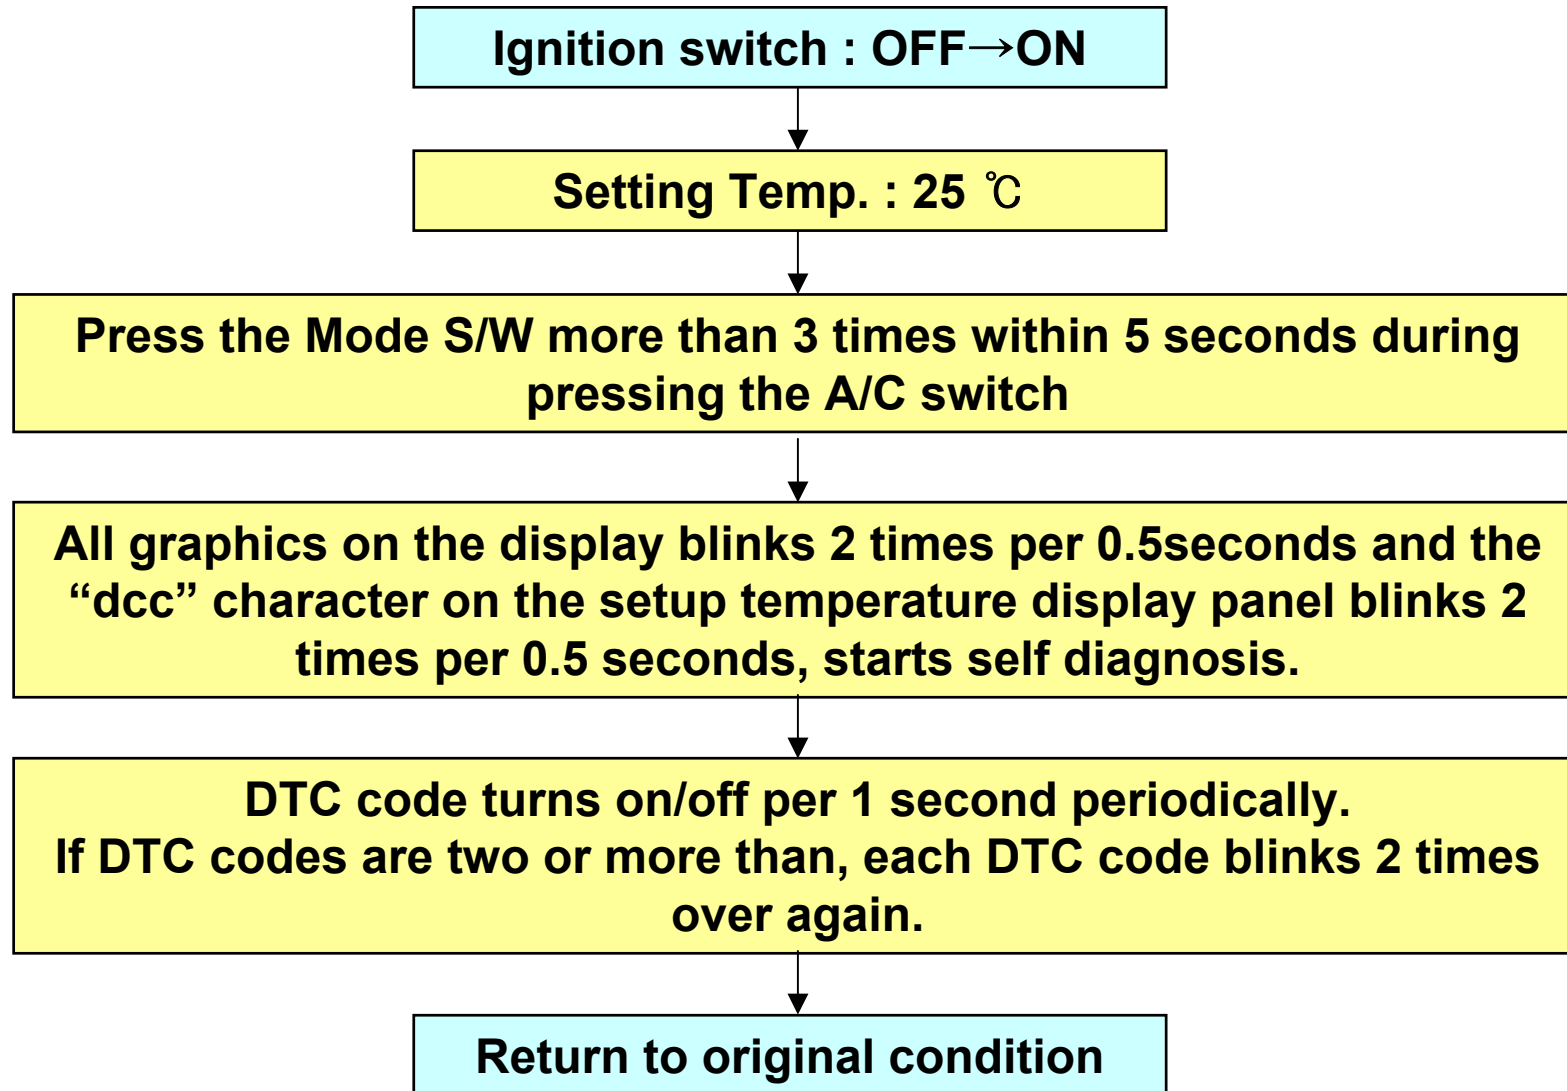 Ignition switch : OFF→ON
Setting Temp. : 25 ℃
Press the Mode S/W more than 3 times within 5 seconds during
pressing the A/C switch
All graphics on the display blinks 2 times per 0.5seconds and the
“dcc” character on the setup temperature display panel blinks 2
times per 0.5 seconds, starts self diagnosis.
DTC code turns on/off per 1 second periodically.
If DTC codes are two or more than, each DTC code blinks 2 times
over again.
Return to original condition